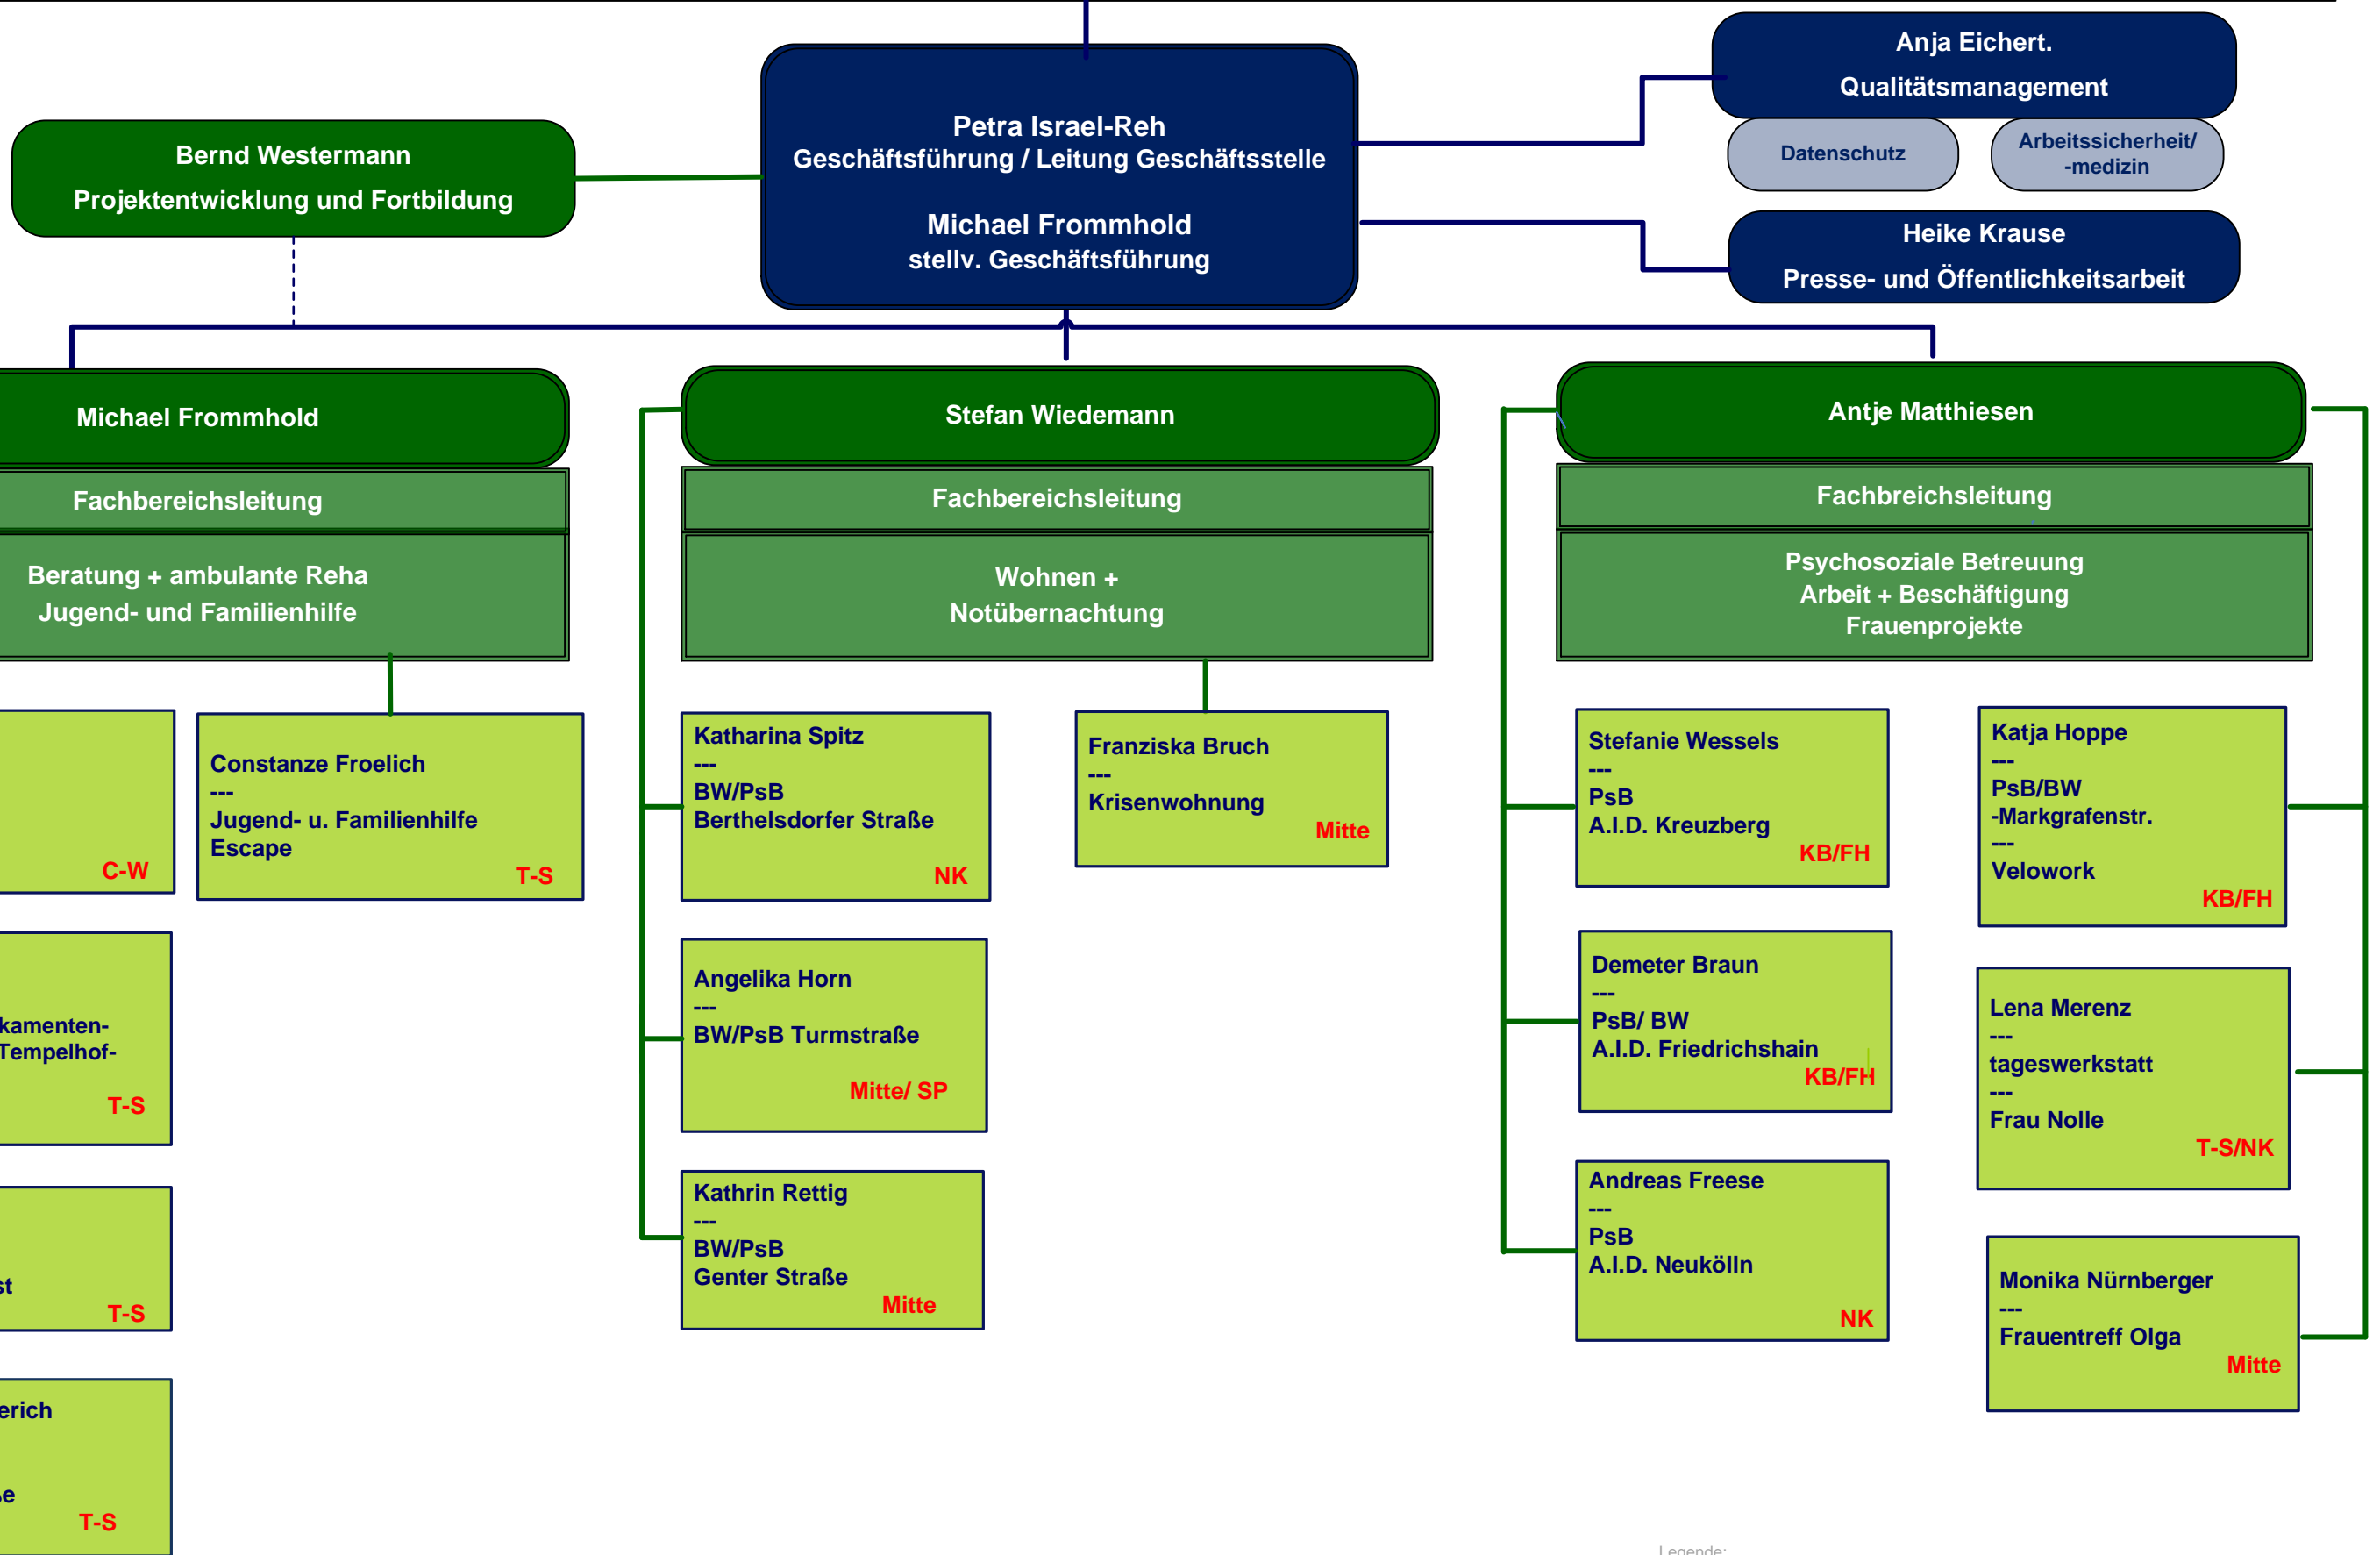 Anja Eichert.
Qualitätsmanagement
Datenschutz
Arbeitssicherheit/
-medizin
Petra Israel-Reh
Geschäftsführung / Leitung Geschäftsstelle
Michael Frommhold
stellv. Geschäftsführung
Bernd Westermann
Projektentwicklung und Fortbildung
Heike Krause
Presse- und Öffentlichkeitsarbeit
Michael Frommhold
Fachbereichsleitung
Beratung + ambulante Reha
Jugend- und Familienhilfe
C-W
kamenten-
Tempelhof-
T-S
st
T-S
erich
T-S
Constanze Froelich
---
Jugend- u. Familienhilfe
Escape
T-S
Stefan Wiedemann
Fachbereichsleitung
Wohnen +
Notübernachtung
Katharina Spitz
---
BW/PsB
Berthelsdorfer Straße
NK
Angelika Horn
---
BW/PsB Turmstraße
Mitte/ SP
Kathrin Rettig
---
BW/PsB
Genter Straße
Mitte
Franziska Bruch
---
Krisenwohnung
Mitte
Antje Matthiesen
Fachbreichsleitung
Psychosoziale Betreuung
Arbeit + Beschäftigung
Frauenprojekte
Stefanie Wessels
---
PsB
A.I.D. Kreuzberg
KB/FH
Demeter Braun
---
PsB/ BW
A.I.D. Friedrichshain
KB/FH
Andreas Freese
---
PsB
A.I.D. Neukölln
NK
Katja Hoppe
---
PsB/BW
-Markgrafenstr.
---
Velowork
KB/FH
Lena Merenz
---
tageswerkstatt
---
Frau Nolle
T-S/NK
Monika Nürnberger
---
Frauentreff Olga
Mitte
Legende: